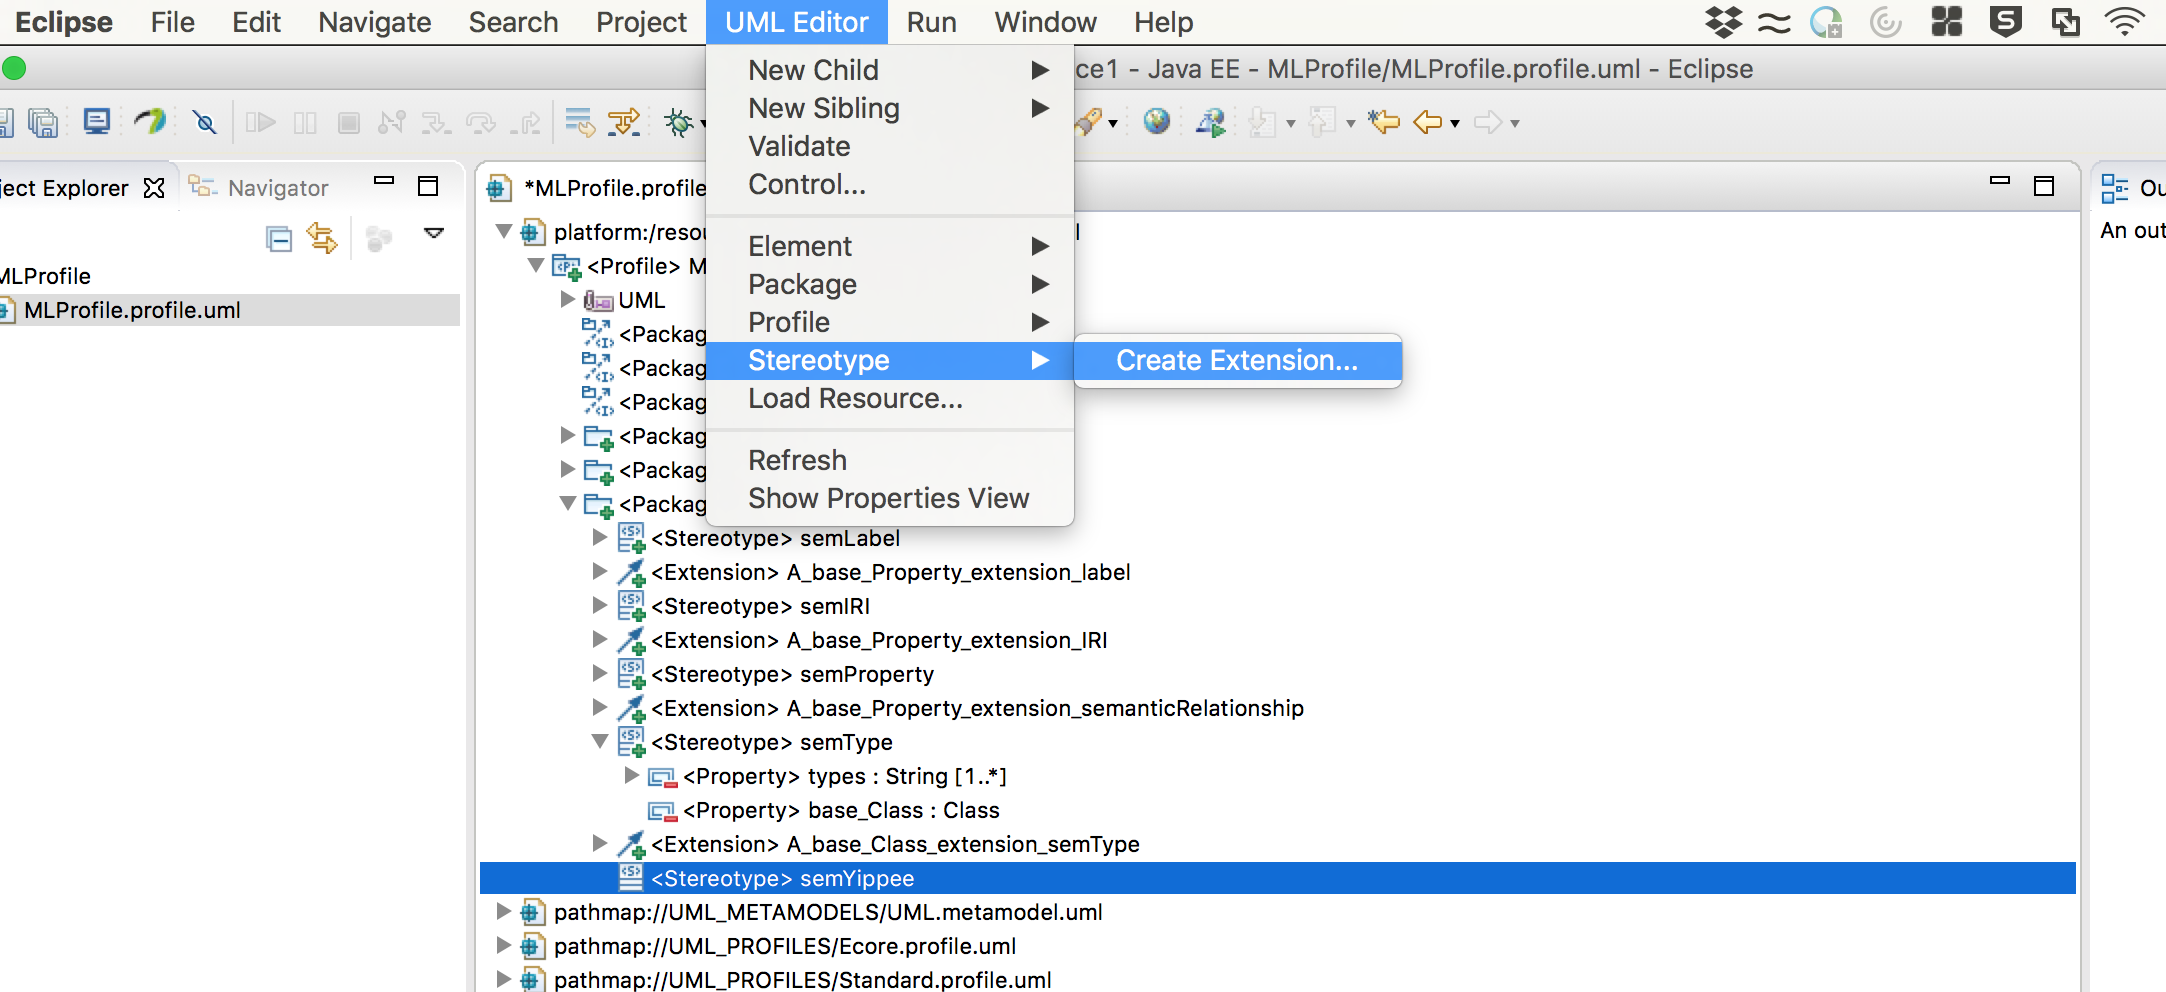 Eclipse File Edit Navigate Search Project UML Editor Run Window Help
ce1 - Java EE - MLProfile/MLProfile.profile.uml - Eclipse
New Child
New Sibling
Validate
Control...
Element
Package
Profile
Stereotype
Create Extension...
Load Resource...
Refresh
Show Properties View
ject Explorer
Navigator
MLProfile
MLProfile.profile.uml
*MLProfile.profile
platform:/resou l
<Profile> M
UML
<Packag
<Packag
<Packag
<Packag
<Packag
<Packag
<Stereotype> semLabel
<Extension> A_base_Property_extension_label
<Stereotype> semIRI
<Extension> A_base_Property_extension_IRI
<Stereotype> semProperty
<Extension> A_base_Property_extension_semanticRelationship
<Stereotype> semType
<Property> types : String [1..*]
<Property> base_Class : Class
<Extension> A_base_Class_extension_semType
<Stereotype> semYippee
pathmap://UML_METAMODELS/UML.metamodel.uml
pathmap://UML_PROFILES/Ecore.profile.uml
pathmap://UML_PROFILES/Standard.profile.uml
Ou
An out